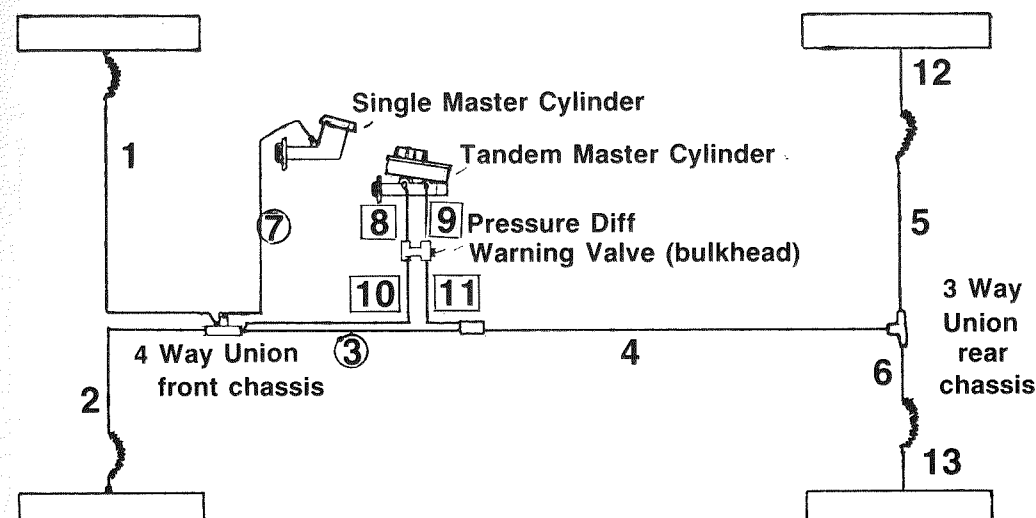 12
Single Master Cylinder
1
Tandem Master Cylinder
7
8
9
Pressure Diff
Warning Valve (bulkhead)
5
10
11
3 Way
Union
rear
chassis
4 Way Union
front chassis
3
4
2
6
13